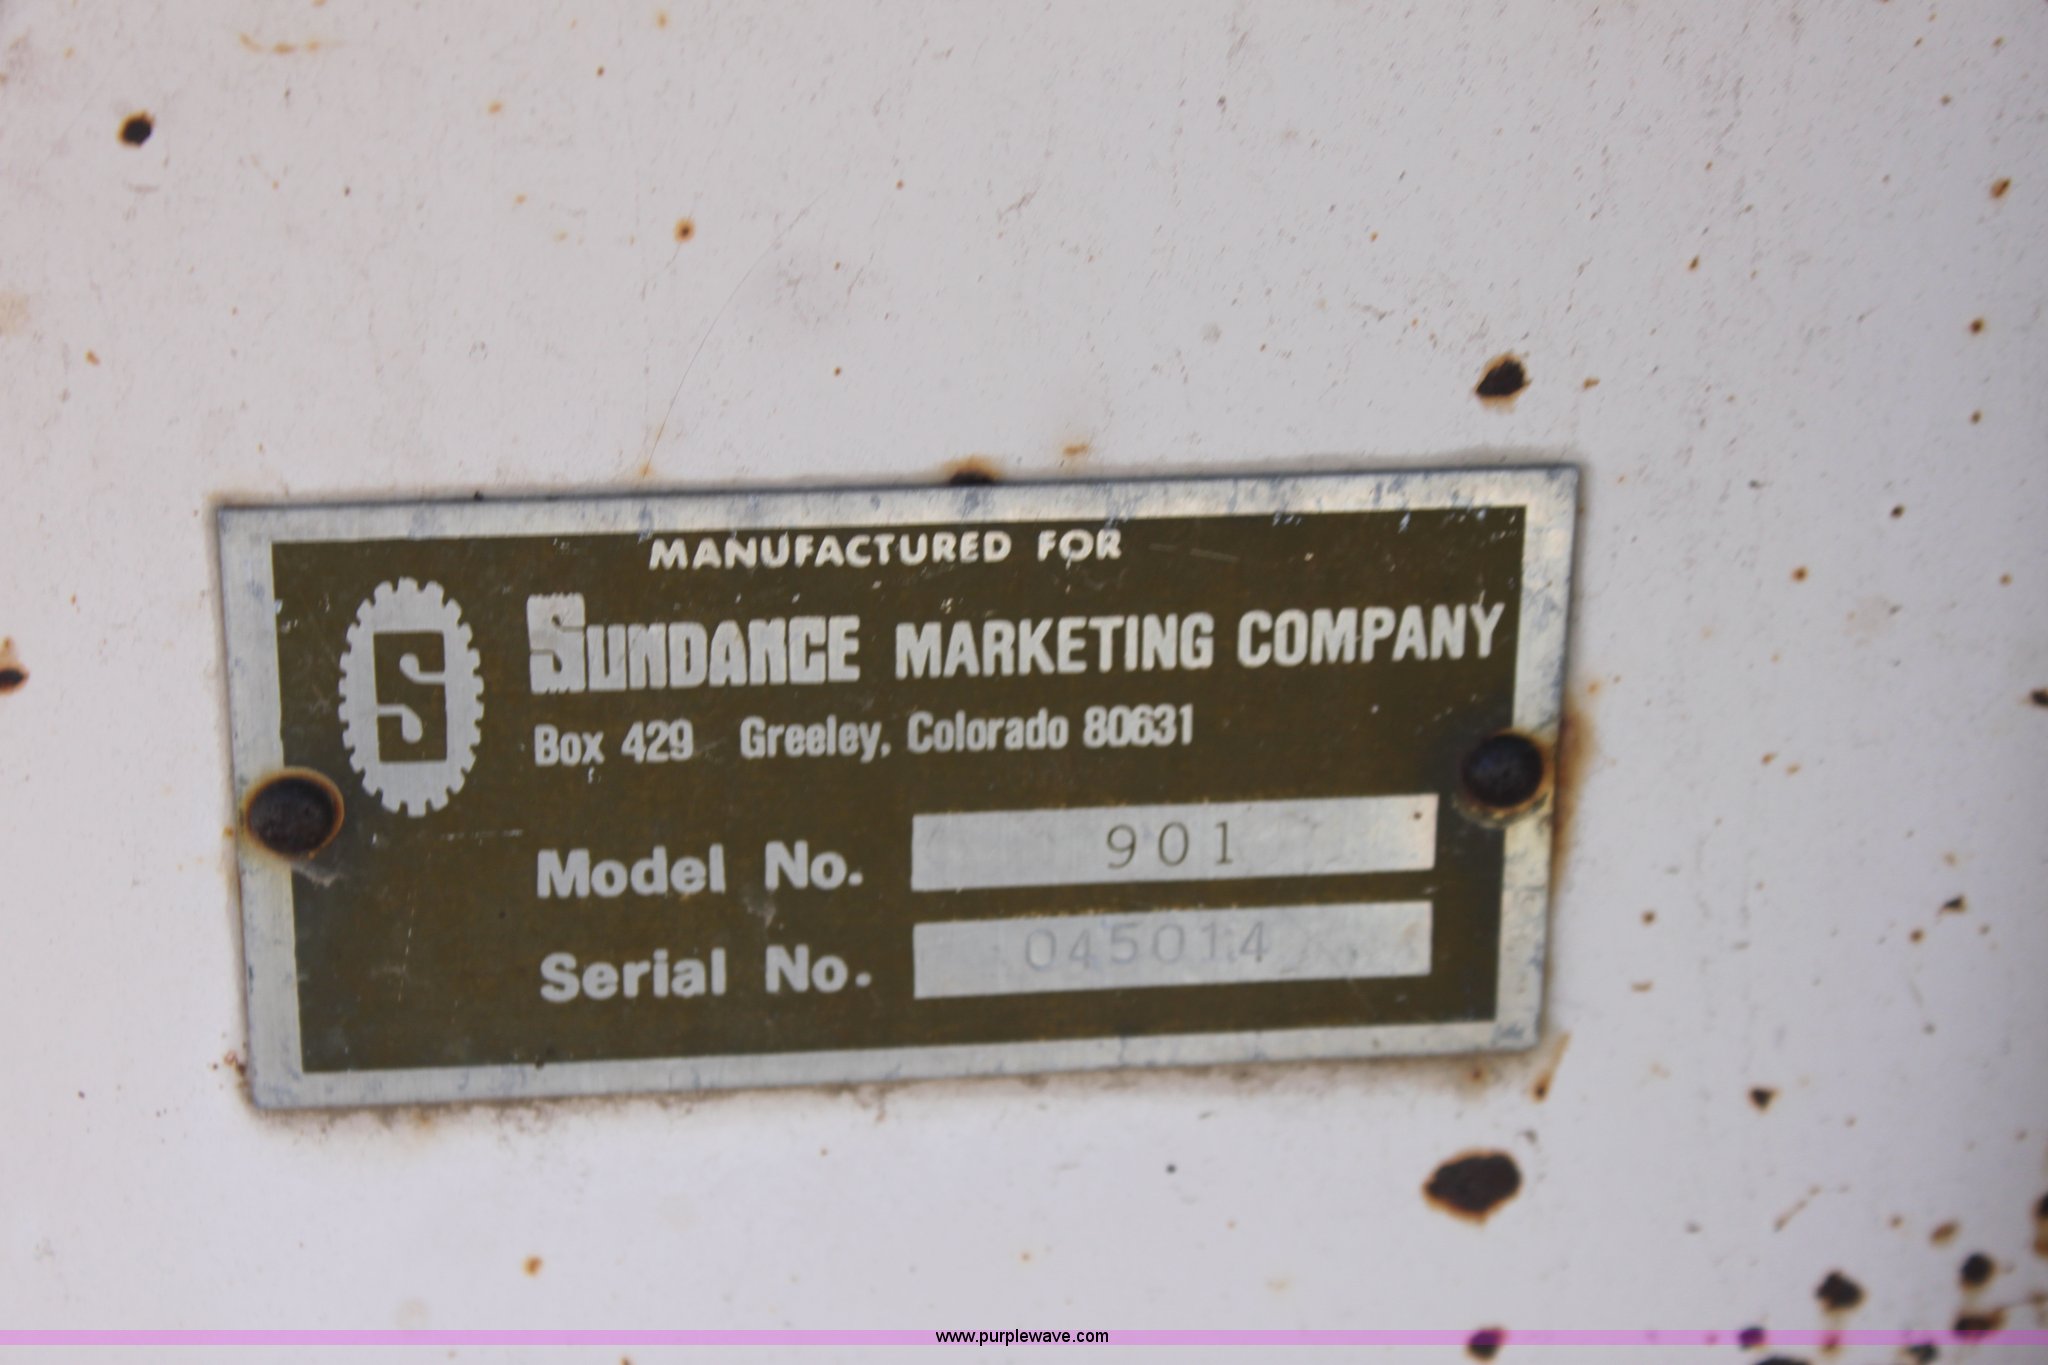 MANUFACTURED FOR
S SUNDANCE MARKETING COMPANY
Box 429 Greeley, Colorado 80631
Model No. 901
Serial No. 045014
www.purplewave.com